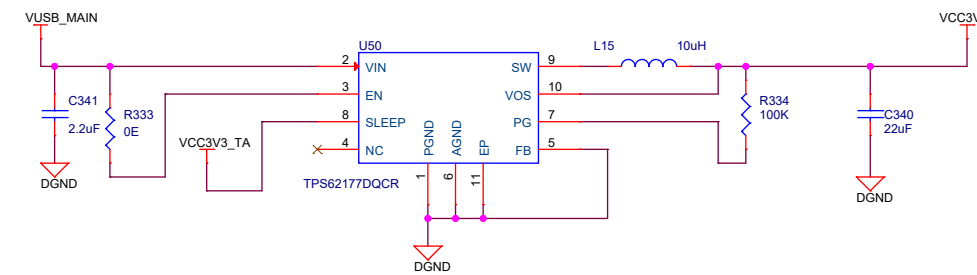 VUSB_MAIN
VCC3V
U50
L15
10uH
2
VIN
SW
9
3
EN
VOS
10
C341
2.2uF
R333
0E
8
SLEEP
PG
7
R334
100K
C340
22uF
VCC3V3_TA
4
NC
PGND
AGND
EP
FB
5
TPS62177DQCR
1
6
11
DGND
DGND
DGND